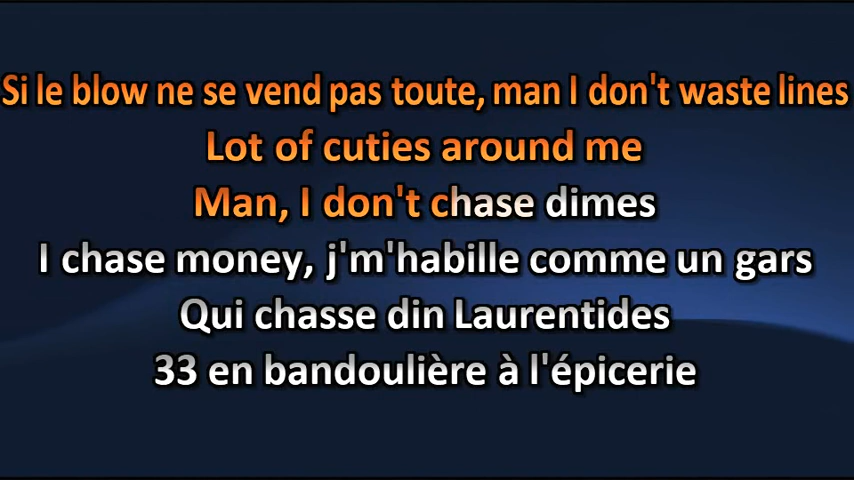 Si le blow ne se vend pas toute, man I don't waste lines
Lot of cuties around me
Man, I don't chase dimes
I chase money, j'm'habille comme un gars
Qui chasse din Laurentides
33 en bandoulière à l'épicerie